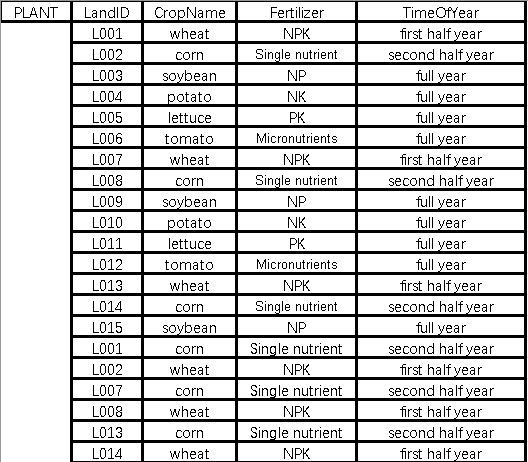 PLANT LandID CropName Fertilizer TimeOfYear
L001 wheat NPK first half year
L002 corn Single nutrient second half year
L003 soybean NP full year
L004 potato NK full year
L005 lettuce PK full year
L006 tomato Micronutrients full year
L007 wheat NPK first half year
L008 corn Single nutrient second half year
L009 soybean NP full year
L010 potato NK full year
L011 lettuce PK full year
L012 tomato Micronutrients full year
L013 wheat NPK first half year
L014 corn Single nutrient second half year
L015 soybean NP full year
L001 corn Single nutrient second half year
L002 wheat NPK first half year
L007 corn Single nutrient second half year
L008 wheat NPK first half year
L013 corn Single nutrient second half year
L014 wheat NPK first half year